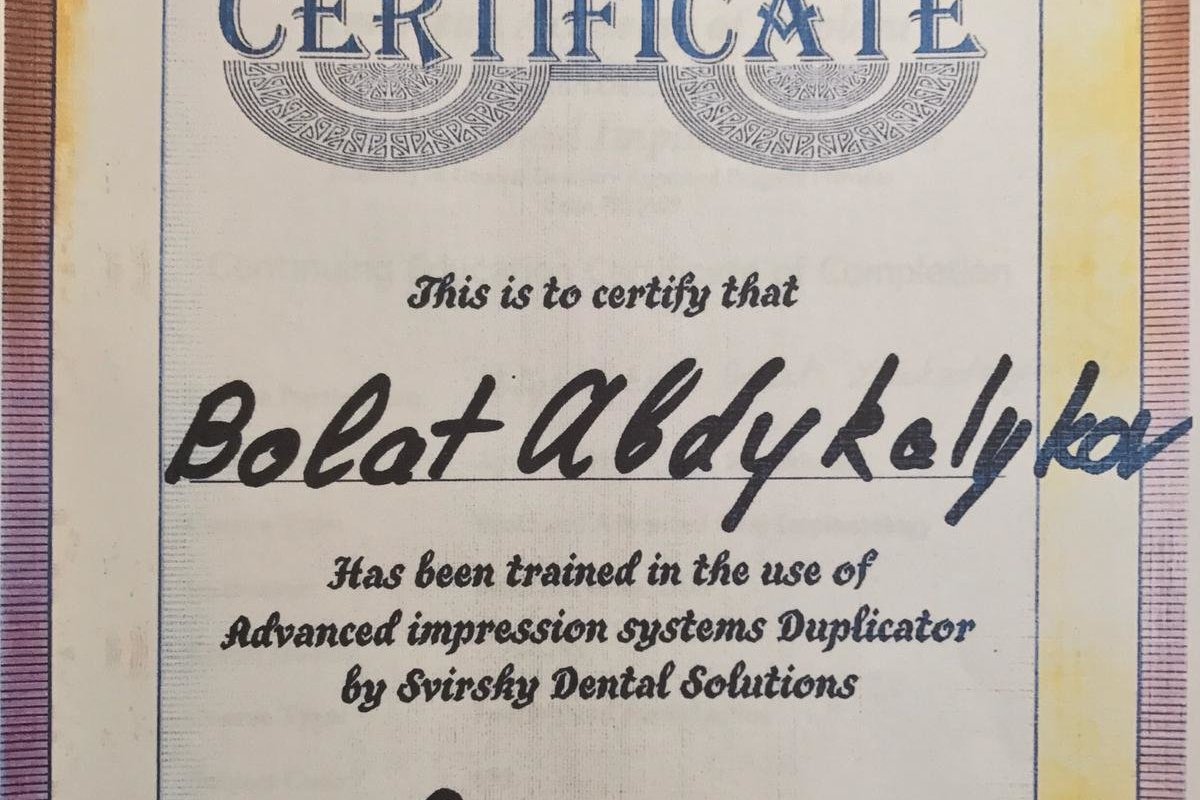 CERTIFICATE
This is to certify that
Bolat Abdykalykov
Has been trained in the use of
Advanced impression systems Duplicator
by Svirsky Dental Solutions